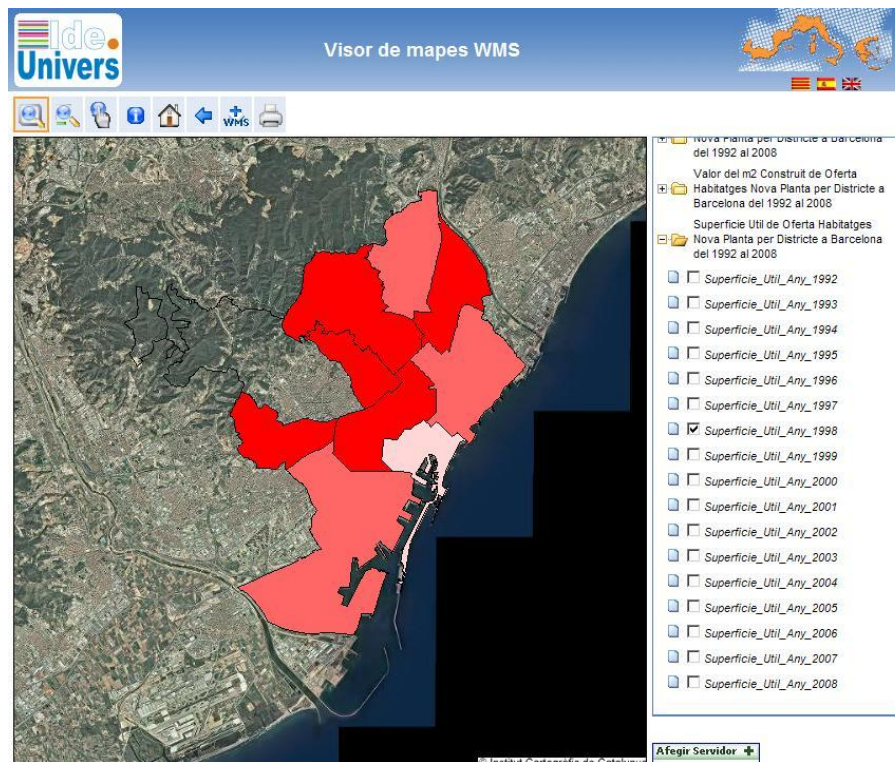 Ide.
Univers
Visor de mapes WMS
WMS
Nova Planta per Districte a Barcelona
del 1992 al 2008
Valor del m2 Construit de Oferta
Habitatges Nova Planta per Districte a
Barcelona del 1992 al 2008
Superficie Util de Oferta Habitatges
Nova Planta per Districte a Barcelona
del 1992 al 2008
Superficie_Util_Any_1992
Superficie_Util_Any_1993
Superficie_Util_Any_1994
Superficie_Util_Any_1995
Superficie_Util_Any_1996
Superficie_Util_Any_1997
Superficie_Util_Any_1998
Superficie_Util_Any_1999
Superficie_Util_Any_2000
Superficie_Util_Any_2001
Superficie_Util_Any_2002
Superficie_Util_Any_2003
Superficie_Util_Any_2004
Superficie_Util_Any_2005
Superficie_Util_Any_2006
Superficie_Util_Any_2007
Superficie_Util_Any_2008
© Institut Cartogràfic de Catalunya
Afegir Servidor +